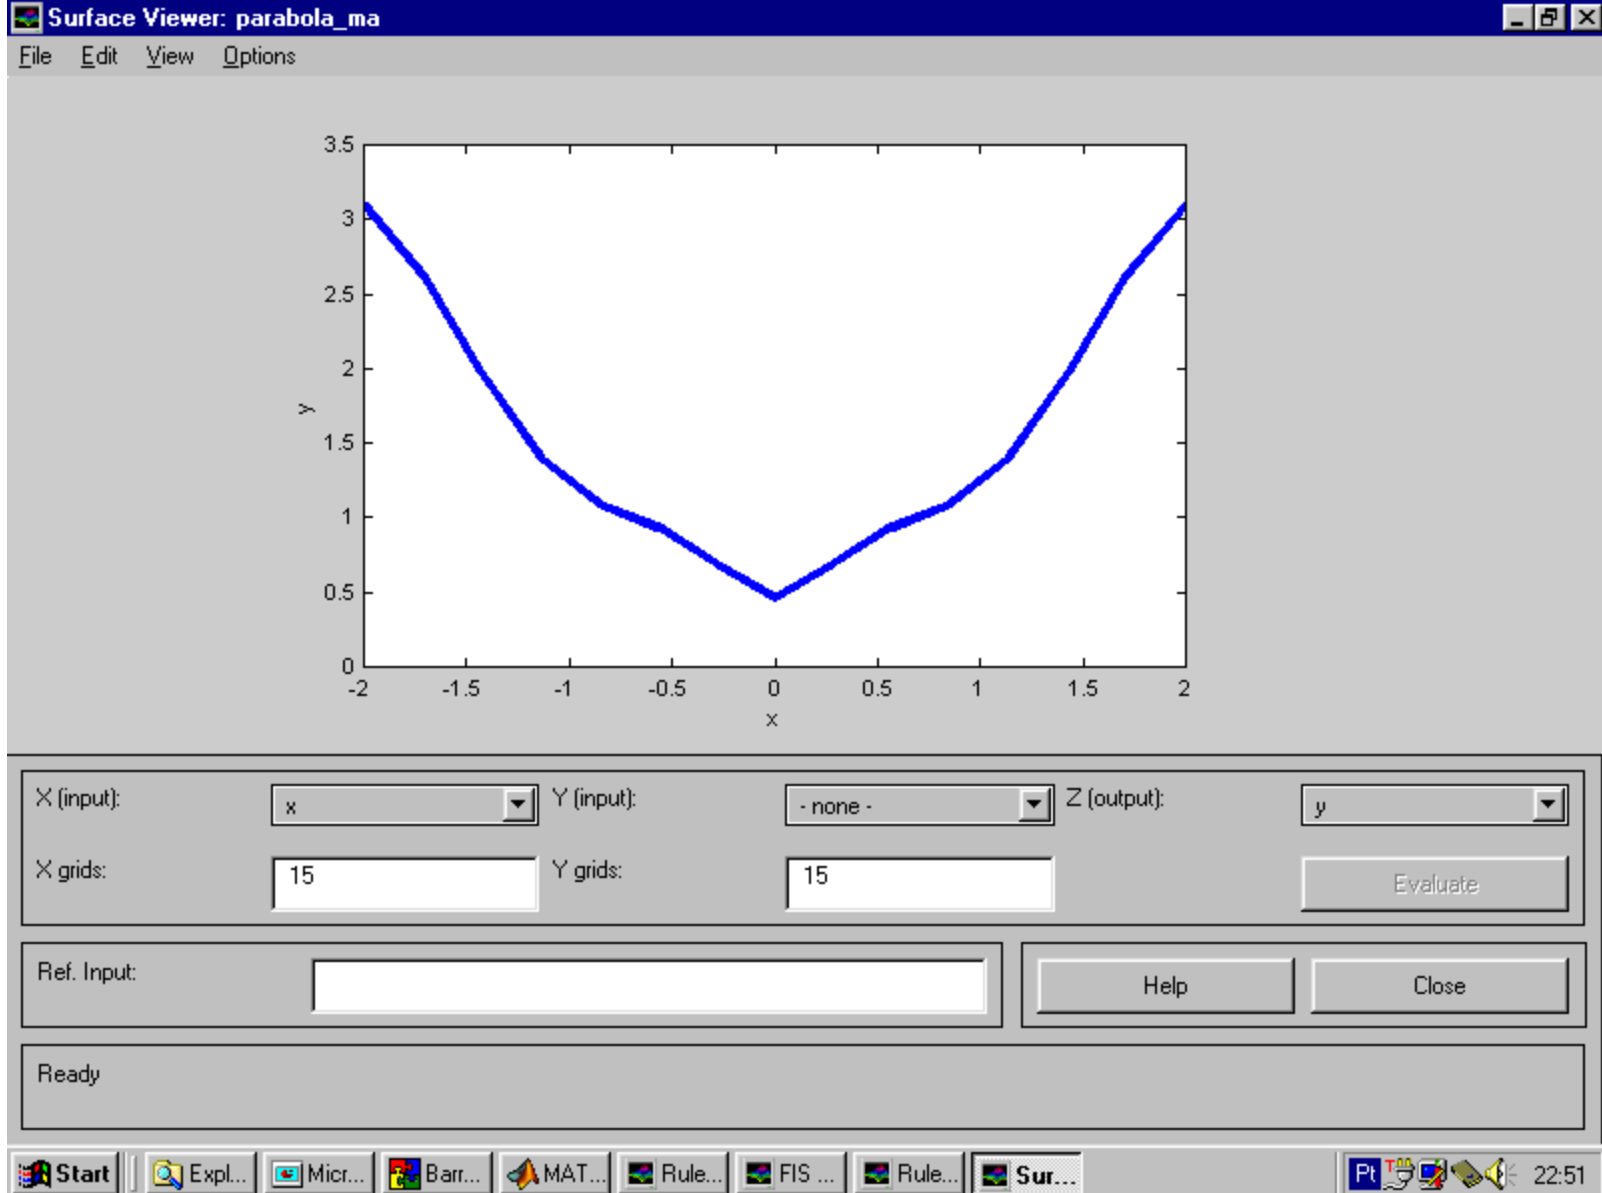 Surface Viewer: parabola_ma
File Edit View Options
3.5
3
2.5
2
1.5
1
0.5
0
y
-2 -1.5 -1 -0.5 0 0.5 1 1.5 2
x
X (input): x Y (input): - none - Z (output): y
X grids: 15 Y grids: 15 Evaluate
Ref. Input: Help Close
Ready
Start Expl... Micr... Barr... MAT... Rule... FIS ... Rule... Sur... Pt 22:51